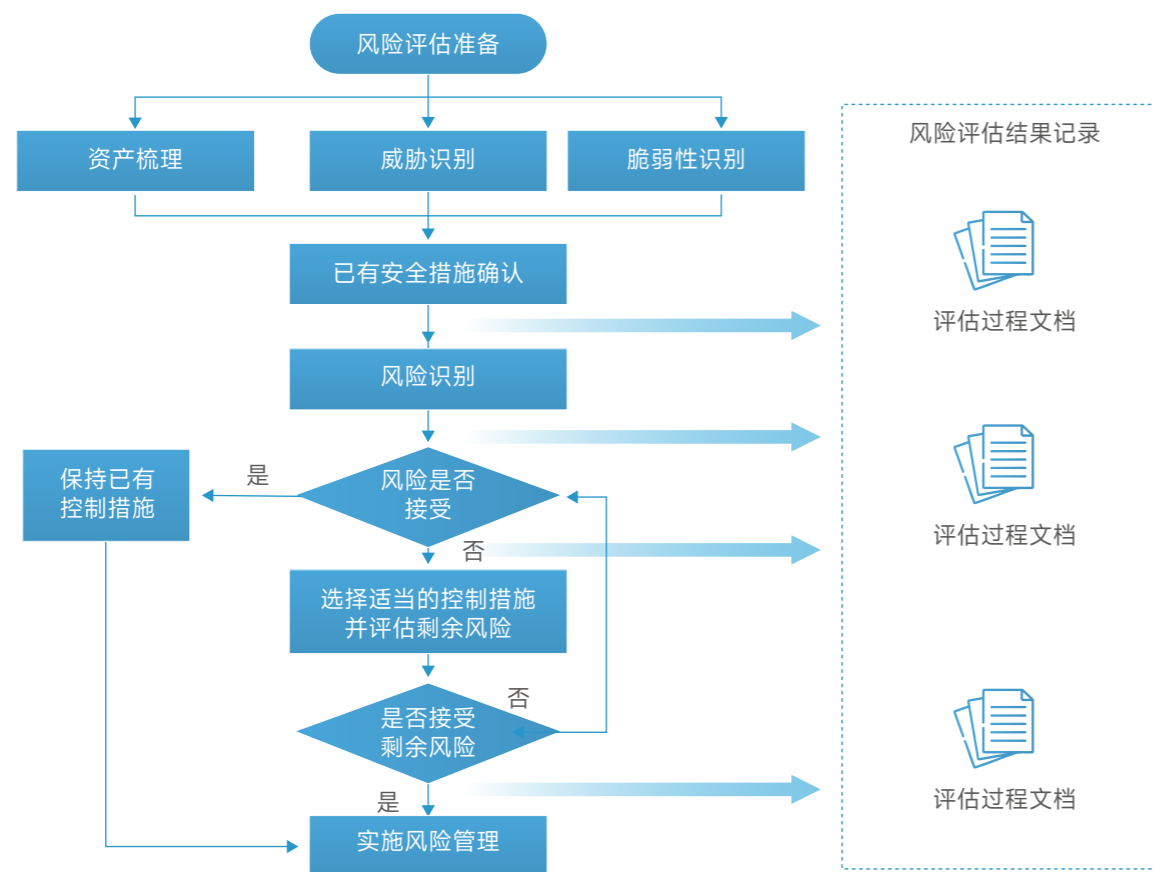 风险评估准备
资产梳理
威胁识别
脆弱性识别
已有安全措施确认
风险识别
风险是否
接受
是
保持已有
控制措施
否
选择适当的控制措施
并评估剩余风险
否
是否接受
剩余风险
是
实施风险管理
风险评估结果记录
评估过程文档
评估过程文档
评估过程文档